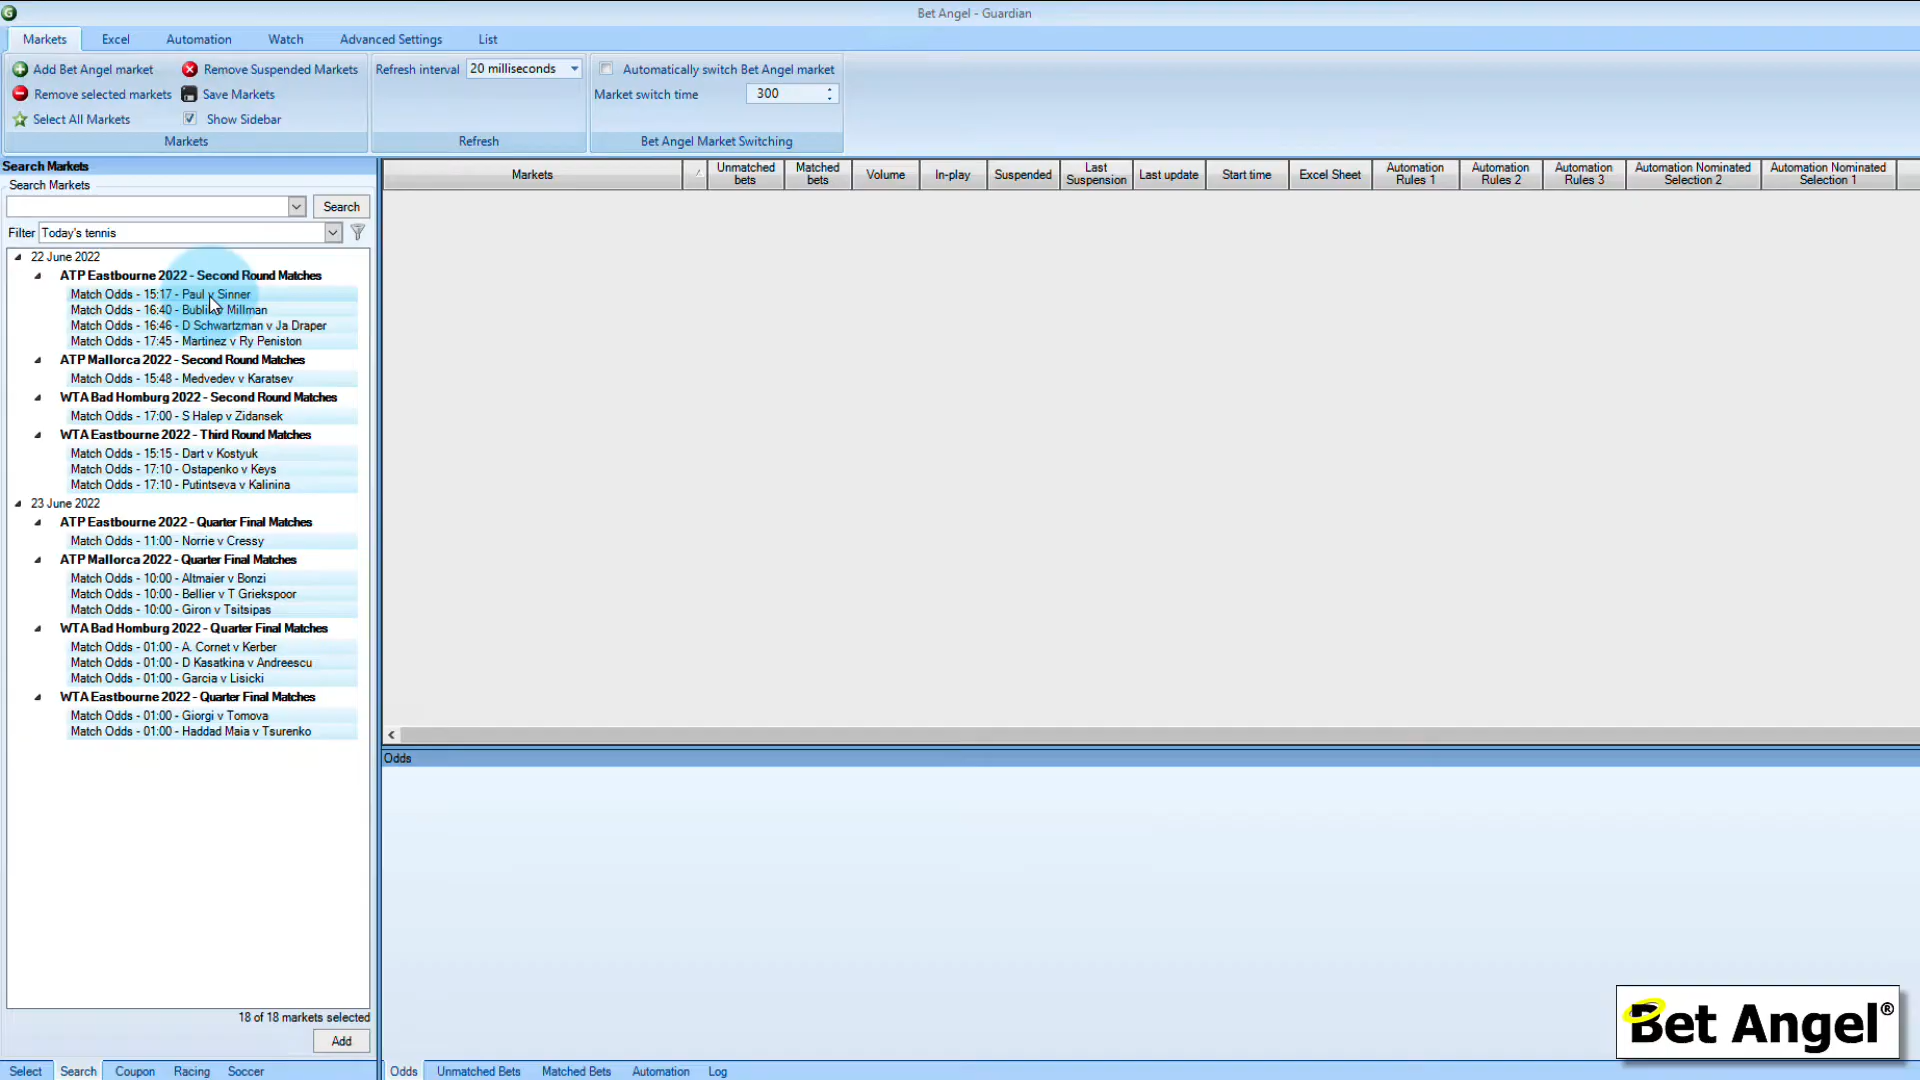 Bet Angel - Guardian
Markets Excel Automation Watch Advanced Settings List
Add Bet Angel market
Remove Suspended Markets
Remove selected markets
Save Markets
Select All Markets
Show Sidebar
Markets
Refresh interval 20 milliseconds
Refresh
Automatically switch Bet Angel market
Market switch time 300
Bet Angel Market Switching
Search Markets
Search Markets
Search
Filter Today's tennis
22 June 2022
ATP Eastbourne 2022 - Second Round Matches
Match Odds - 15:17 - Paul v Sinner
Match Odds - 16:40 - Bublik v Millman
Match Odds - 16:46 - D Schwartzman v Ja Draper
Match Odds - 17:45 - Martinez v Ry Peniston
ATP Mallorca 2022 - Second Round Matches
Match Odds - 15:48 - Medvedev v Karatsev
WTA Bad Homburg 2022 - Second Round Matches
Match Odds - 17:00 - S Halep v Zidansek
WTA Eastbourne 2022 - Third Round Matches
Match Odds - 15:15 - Dart v Kostyuk
Match Odds - 17:10 - Ostapenko v Keys
Match Odds - 17:10 - Putintseva v Kalinina
23 June 2022
ATP Eastbourne 2022 - Quarter Final Matches
Match Odds - 11:00 - Norrie v Cressy
ATP Mallorca 2022 - Quarter Final Matches
Match Odds - 10:00 - Altmaier v Bonzi
Match Odds - 10:00 - Bellier v T Griekspoor
Match Odds - 10:00 - Giron v Tsitsipas
WTA Bad Homburg 2022 - Quarter Final Matches
Match Odds - 01:00 - A. Cornet v Kerber
Match Odds - 01:00 - D Kasatkina v Andreescu
Match Odds - 01:00 - Garcia v Lisicki
WTA Eastbourne 2022 - Quarter Final Matches
Match Odds - 01:00 - Giorgi v Tomova
Match Odds - 01:00 - Haddad Maia v Tsurenko
18 of 18 markets selected
Add
Select Search Coupon Racing Soccer
Markets
Unmatched bets
Matched bets
Volume
In-play
Suspended
Last Suspension
Last update
Start time
Excel Sheet
Automation Rules 1
Automation Rules 2
Automation Rules 3
Automation Nominated Selection 2
Automation Nominated Selection 1
Odds
Bet Angel®
Odds Unmatched Bets Matched Bets Automation Log